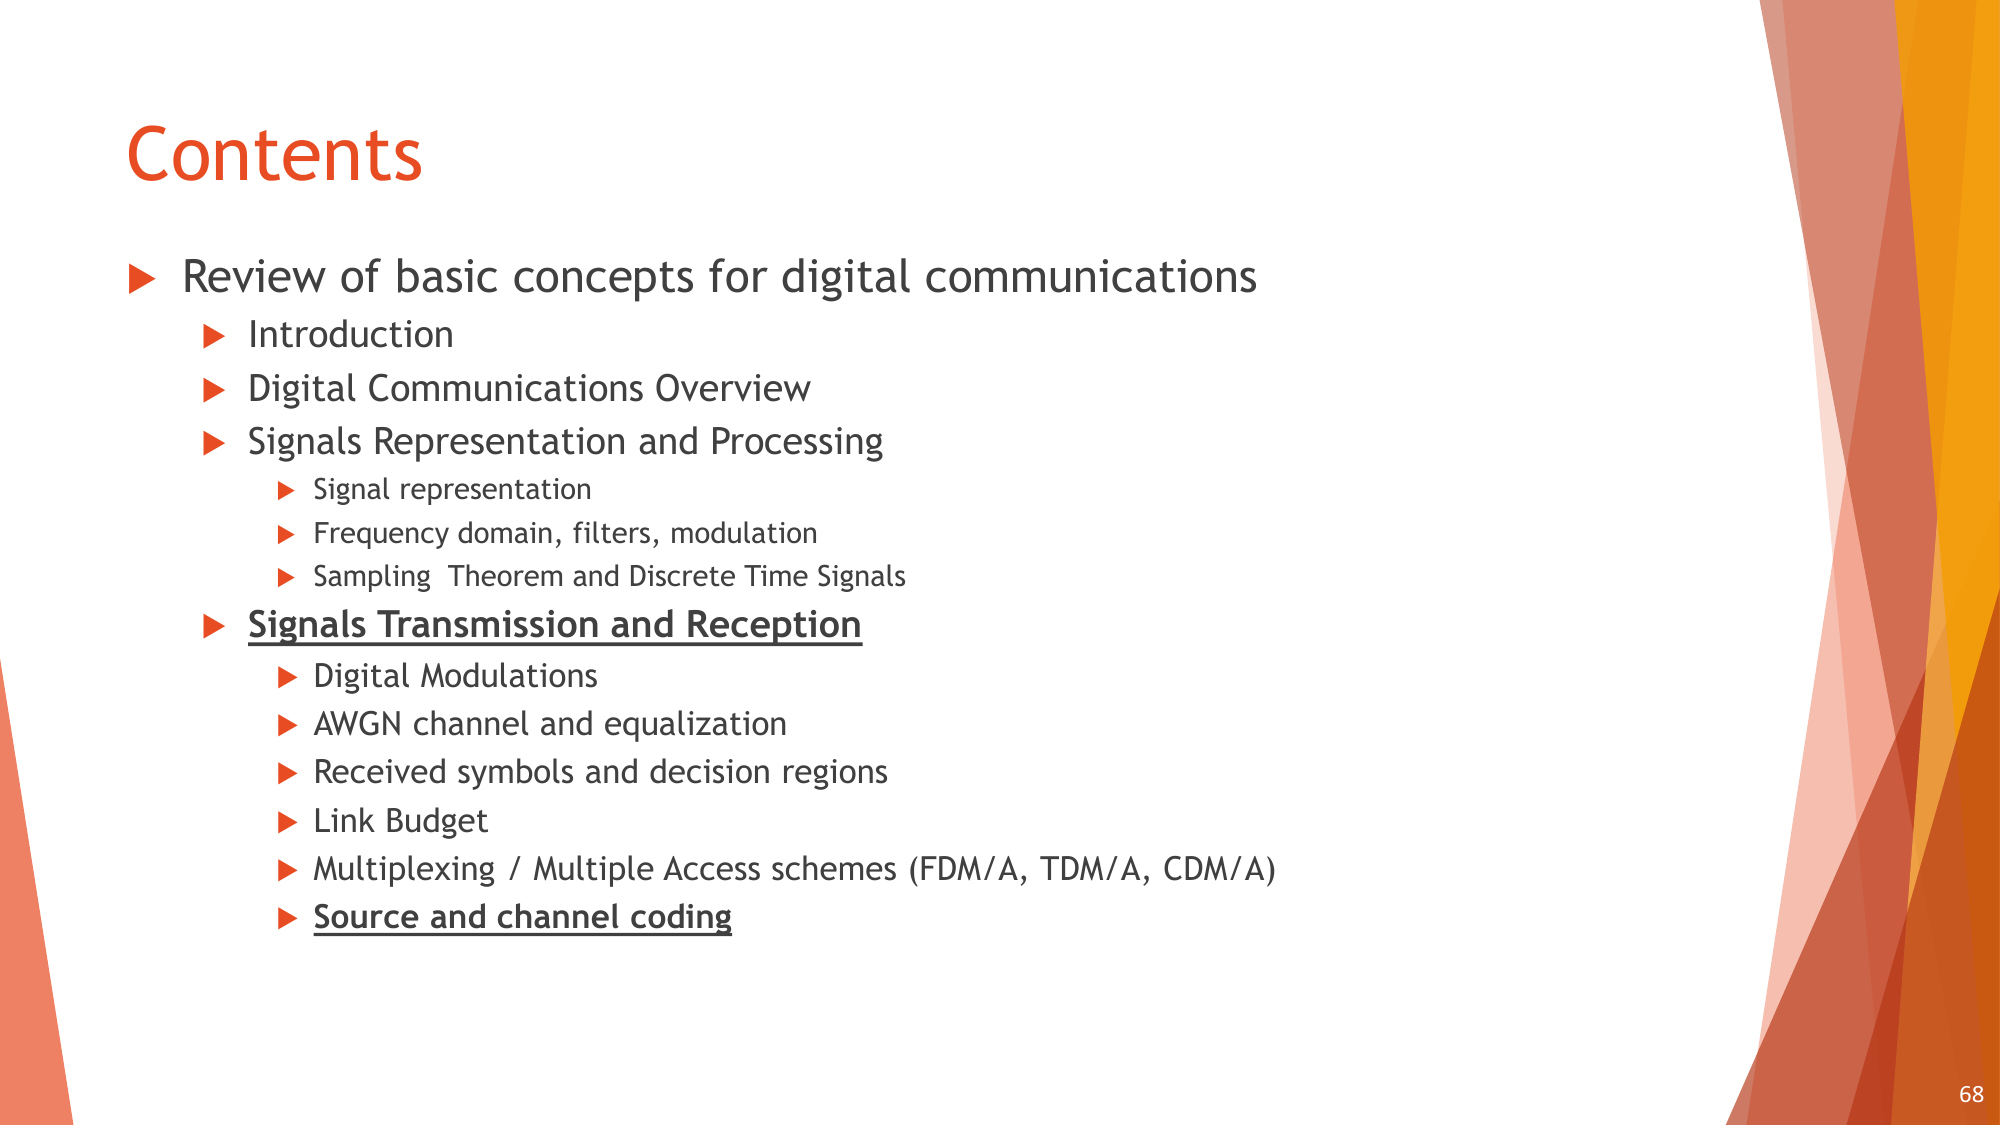 Contents
Review of basic concepts for digital communications
Introduction
Digital Communications Overview
Signals Representation and Processing
Signal representation
Frequency domain, filters, modulation
Sampling  Theorem and Discrete Time Signals
Signals Transmission and Reception
Digital Modulations
AWGN channel and equalization
Received symbols and decision regions
Link Budget
Multiplexing / Multiple Access schemes (FDM/A, TDM/A, CDM/A)
Source and channel coding
68